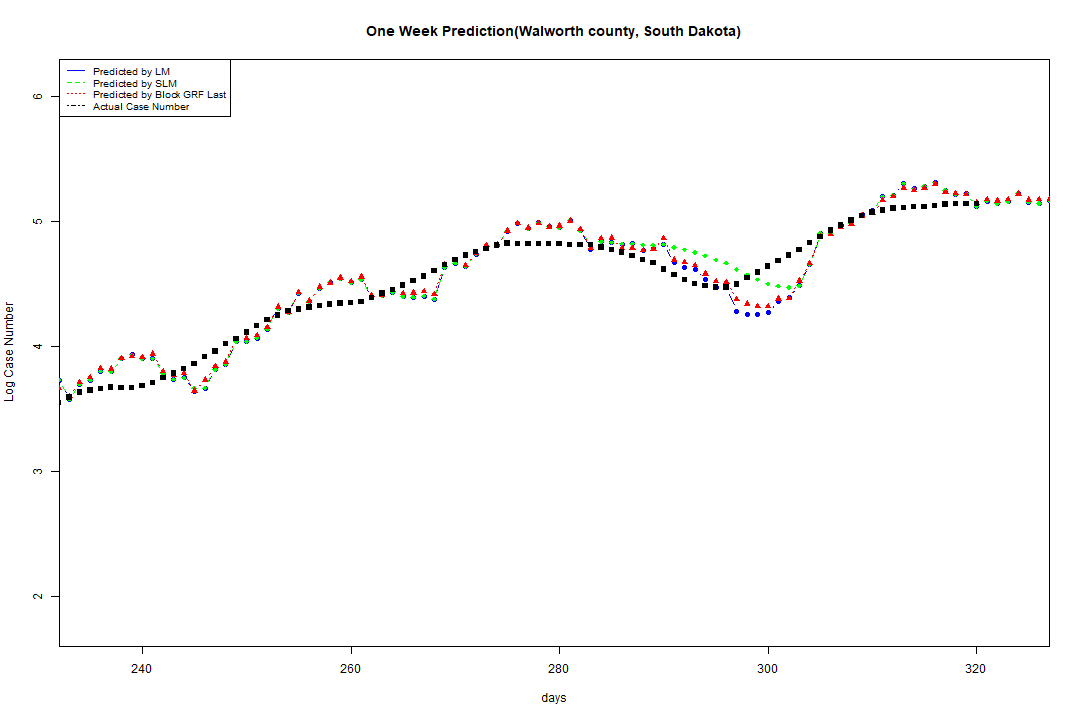 One Week Prediction(Walworth county, South Dakota)
Predicted by LM
Predicted by SLM
Predicted by Block GRF Last
Actual Case Number
6
5
4
3
2
Log Case Number
240
260
280
300
320
days